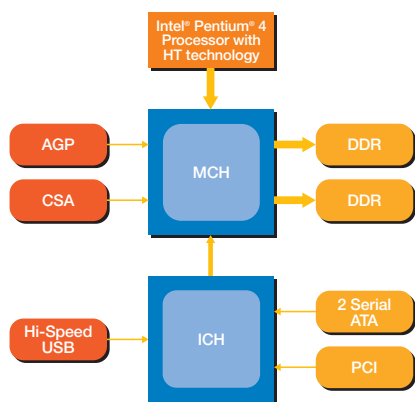 Intel® Pentium® 4
Processor with
HT technology
AGP
MCH
DDR
CSA
DDR
Hi-Speed
USB
ICH
2 Serial
ATA
PCI